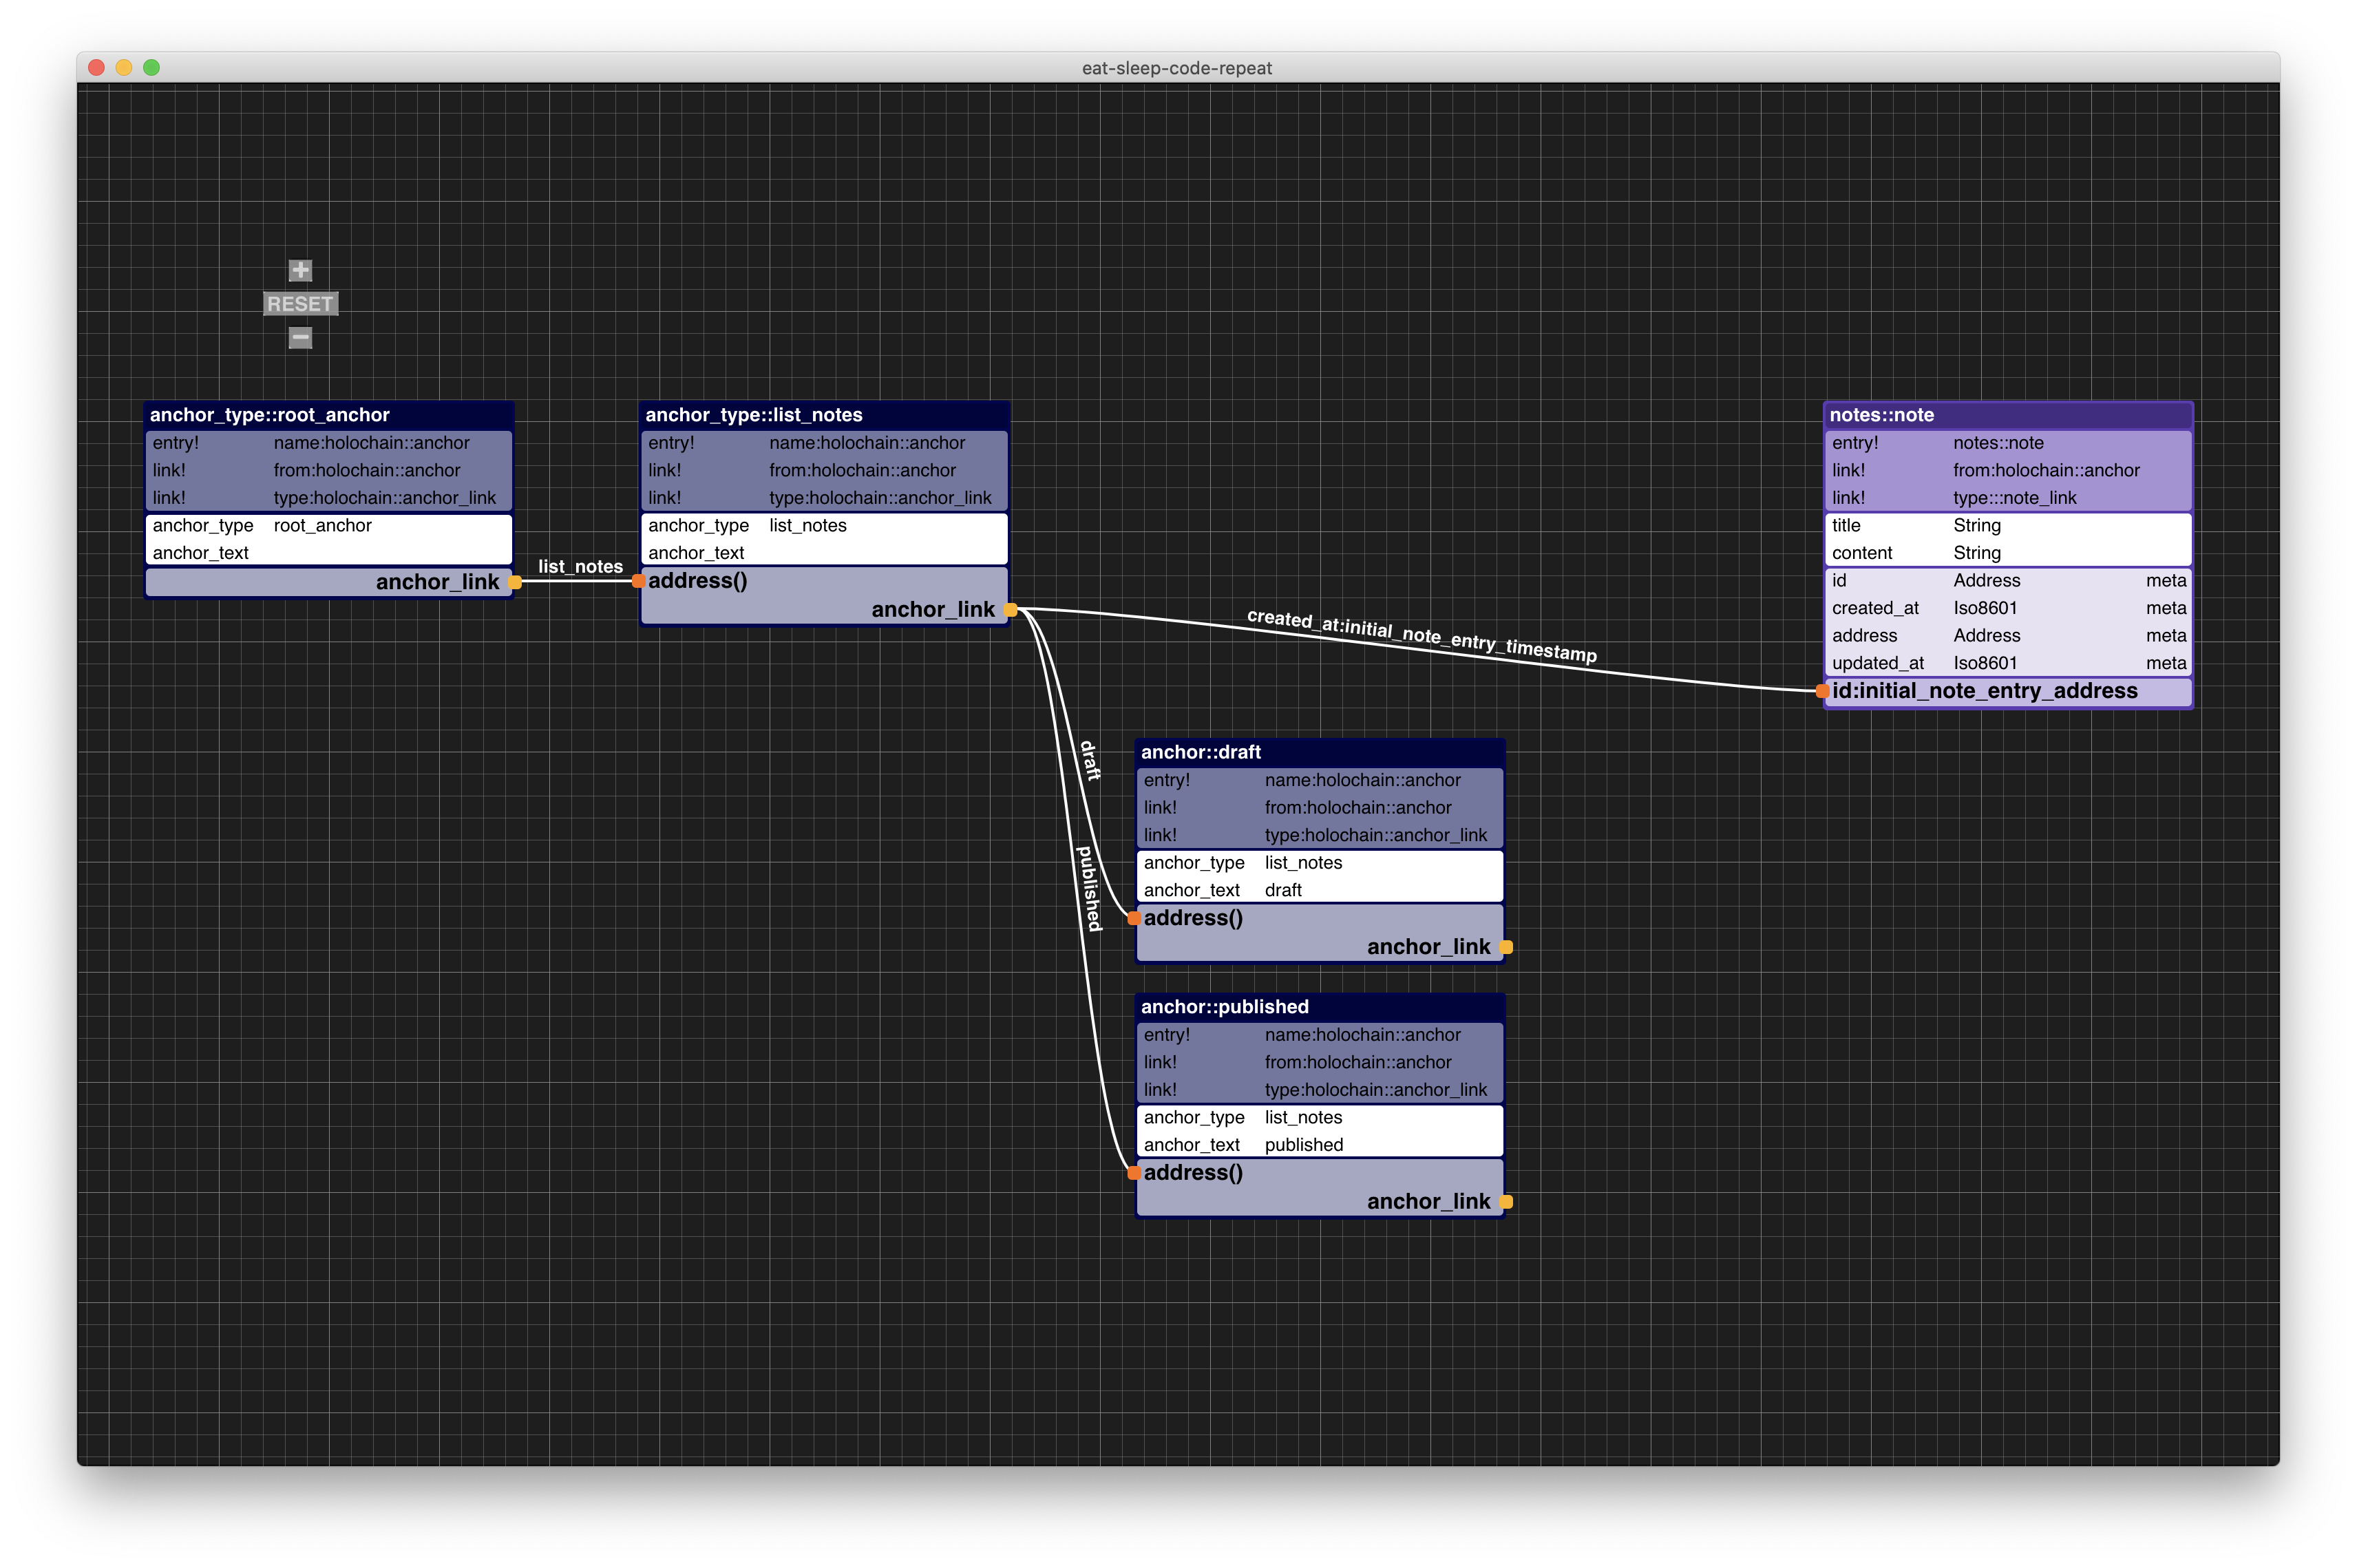 eat-sleep-code-repeat
+
RESET
−
anchor_type::root_anchor
entry! name:holochain::anchor
link! from:holochain::anchor
link! type:holochain::anchor_link
anchor_type root_anchor
anchor_text
anchor_link
list_notes
anchor_type::list_notes
entry! name:holochain::anchor
link! from:holochain::anchor
link! type:holochain::anchor_link
anchor_type list_notes
anchor_text
address()
anchor_link
created_at:initial_note_entry_timestamp
draft
published
notes::note
entry! notes::note
link! from:holochain::anchor
link! type:::note_link
title String
content String
id Address meta
created_at Iso8601 meta
address Address meta
updated_at Iso8601 meta
id:initial_note_entry_address
anchor::draft
entry! name:holochain::anchor
link! from:holochain::anchor
link! type:holochain::anchor_link
anchor_type list_notes
anchor_text draft
address()
anchor_link
anchor::published
entry! name:holochain::anchor
link! from:holochain::anchor
link! type:holochain::anchor_link
anchor_type list_notes
anchor_text published
address()
anchor_link